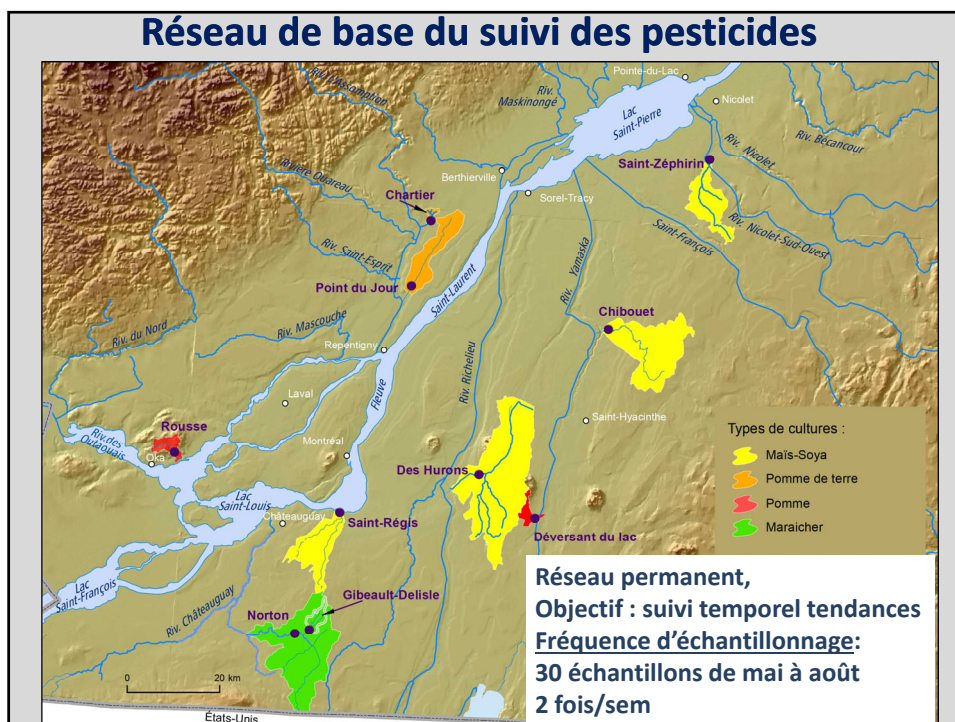 Réseau de base du suivi des pesticides
Pointe-du-Lac
Riv. L'Assomption
Riv. Maskinongé
Lac Saint-Pierre
Nicolet
Riv. Nicolet
Riv. Bécancour
Saint-Zéphirin
Rivière Ouareau
Berthierville
Sorel-Tracy
Chartier
Riv. Nicolet-Sud-Ouest
Saint-François
Riv. Saint-Esprit
Riv. Yamaska
Point du Jour
Saint-Laurent
Chibouet
Riv. du Nord
Riv. Mascouche
Repentigny
Riv. Richelieu
Laval
Fleuve
Saint-Hyacinthe
Rousse
Riv. des Outaouais
Oka
Montréal
Types de cultures :
Maïs-Soya
Pomme de terre
Pomme
Maraicher
Des Hurons
Lac Saint-Louis
Châteauguay
Saint-Régis
Déversant du lac
Lac Saint-François
Gibeault-Delisle
Norton
Riv. Châteauguay
0 20 km
États-Unis
Réseau permanent,
Objectif : suivi temporel tendances
Fréquence d'échantillonnage:
30 échantillons de mai à août
2 fois/sem